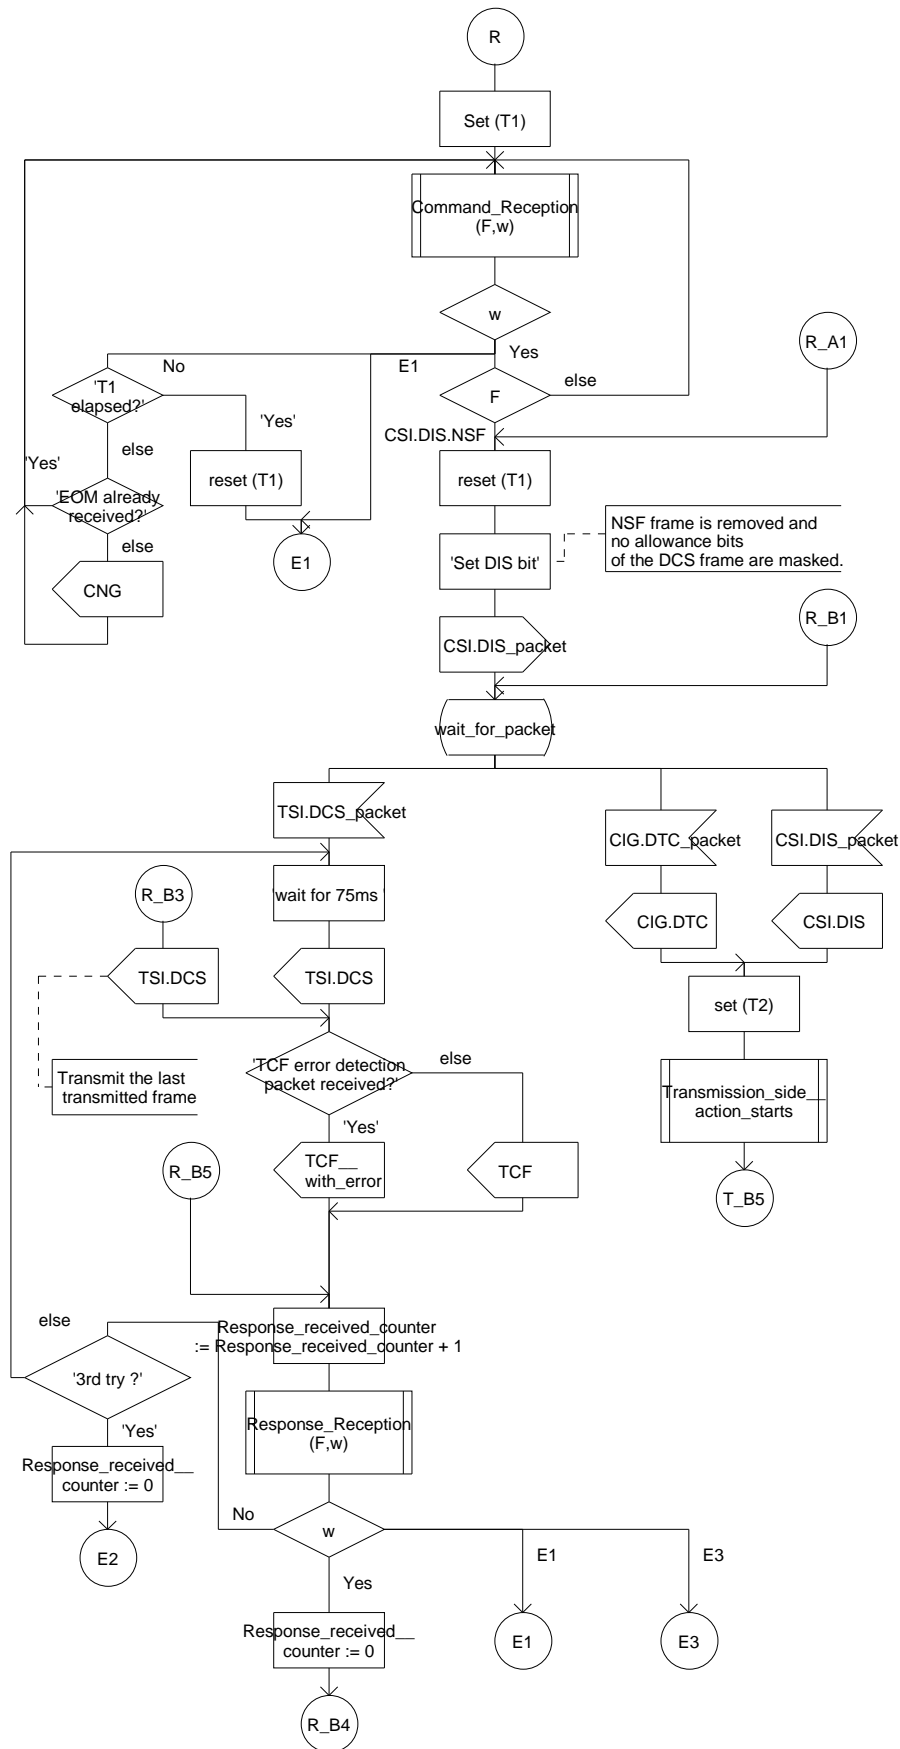 R
Set (T1)
Command_Reception
(F,w)
w
No
E1
Yes
R_A1
'T1
elapsed?'
F
else
'Yes'
CSI.DIS.NSF
else
'Yes'
reset (T1)
reset (T1)
'EOM already
received?'
NSF frame is removed and
no allowance bits
of the DCS frame are masked.
else
E1
'Set DIS bit'
CNG
R_B1
CSI.DIS_packet
wait_for_packet
TSI.DCS_packet
CIG.DTC_packet
CSI.DIS_packet
R_B3
'wait for 75ms '
CIG.DTC
CSI.DIS
TSI.DCS
TSI.DCS
set (T2)
'TCF error detection
packet received?'
else
Transmit the last
transmitted frame
Transmission_side__
action_starts
'Yes'
R_B5
TCF__
with_error
TCF
T_B5
else
Response_received_counter
:= Response_received_counter + 1
'3rd try ?'
'Yes'
Response_Reception
(F,w)
Response_received__
counter := 0
No
w
E1
E3
E2
Yes
Response_received__
counter := 0
E1
E3
R_B4